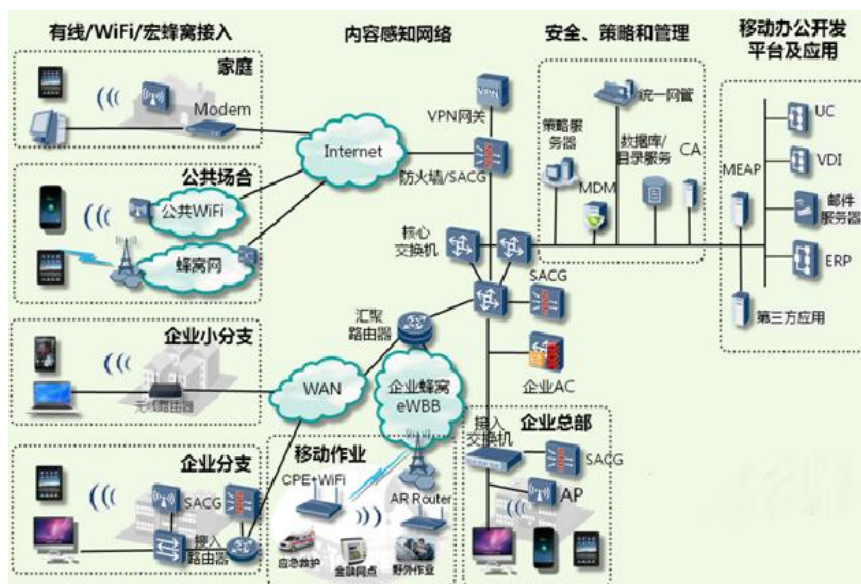 有线/WiFi/宏蜂窝接入
内容感知网络
安全、策略和管理
移动办公开发
平台及应用
家庭
Modem
公共场合
公共WiFi
蜂窝网
企业小分支
无线路由器
企业分支
SACG
接入
路由器
Internet
VPN
VPN网关
防火墙/SACG
核心
交换机
SACG
汇聚
路由器
企业AC
WAN
企业蜂窝
eWBB
移动作业
CPE+WiFi
AR Router
应急救护
金融网点
野外作业
接入
交换机
企业总部
SACG
AP
统一网管
策略服
务器
MDM
数据库/
目录服务
CA
MEAP
UC
VDI
邮件
服务器
ERP
第三方应用